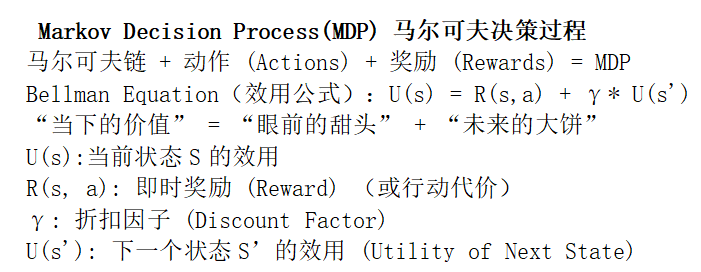 Markov Decision Process(MDP) 马尔可夫决策过程
马尔可夫链 + 动作 (Actions) + 奖励 (Rewards) = MDP
Bellman Equation（效用公式）：U(s) = R(s,a) + γ* U(s')
“当下的价值” = “眼前的甜头” + “未来的大饼”
U(s):当前状态S的效用
R(s, a): 即时奖励 (Reward) （或行动代价）
γ: 折扣因子 (Discount Factor)
U(s'): 下一个状态S’的效用 (Utility of Next State)